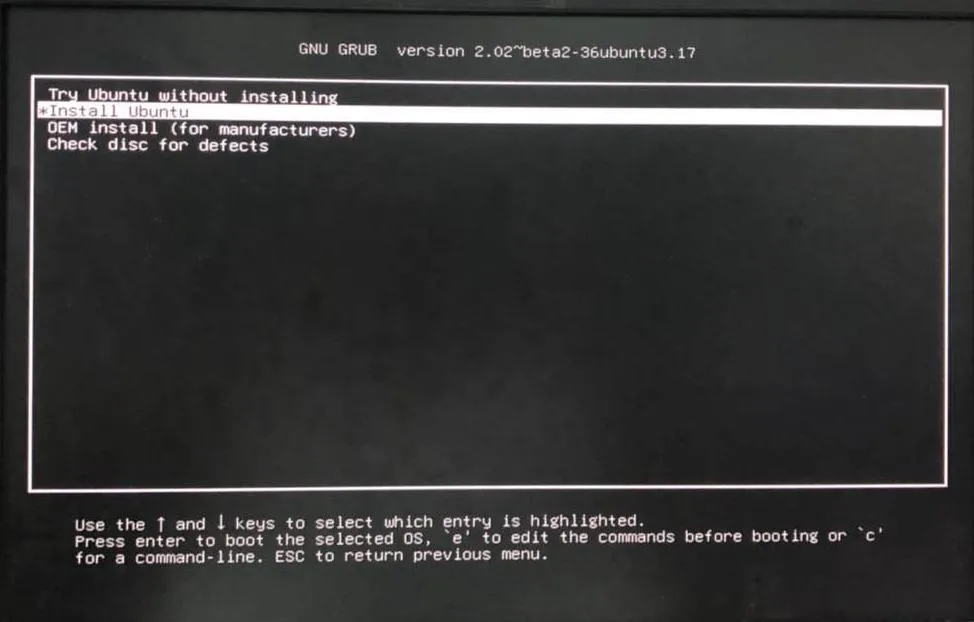 GNU GRUB version 2.02~beta2-36ubuntu3.17
Try Ubuntu without installing
*Install Ubuntu
OEM install (for manufacturers)
Check disc for defects
Use the ↑ and ↓ keys to select which entry is highlighted.
Press enter to boot the selected OS, `e' to edit the commands before booting or `c'
for a command-line. ESC to return previous menu.